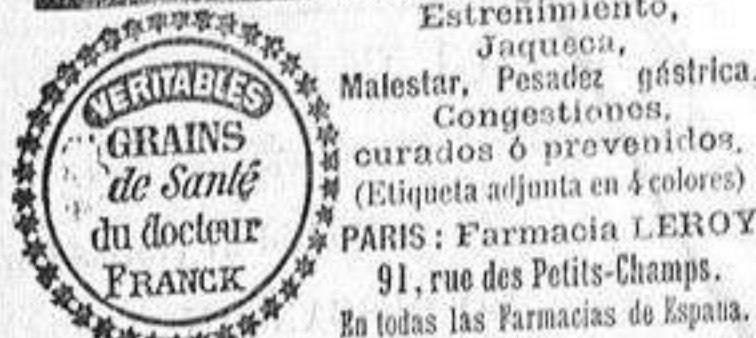 VERITABLES
GRAINS
de Santé
du docteur
FRANCK
Estreñimiento,
Jaqueca,
Malestar, Pesadez gástrica,
Congestiones,
curados ó prevenidos.
(Etiqueta adjunta en 4 colores)
PARIS: Farmacia LEROY
91, rue des Petits-Champs.
En todas las Farmacias de España.